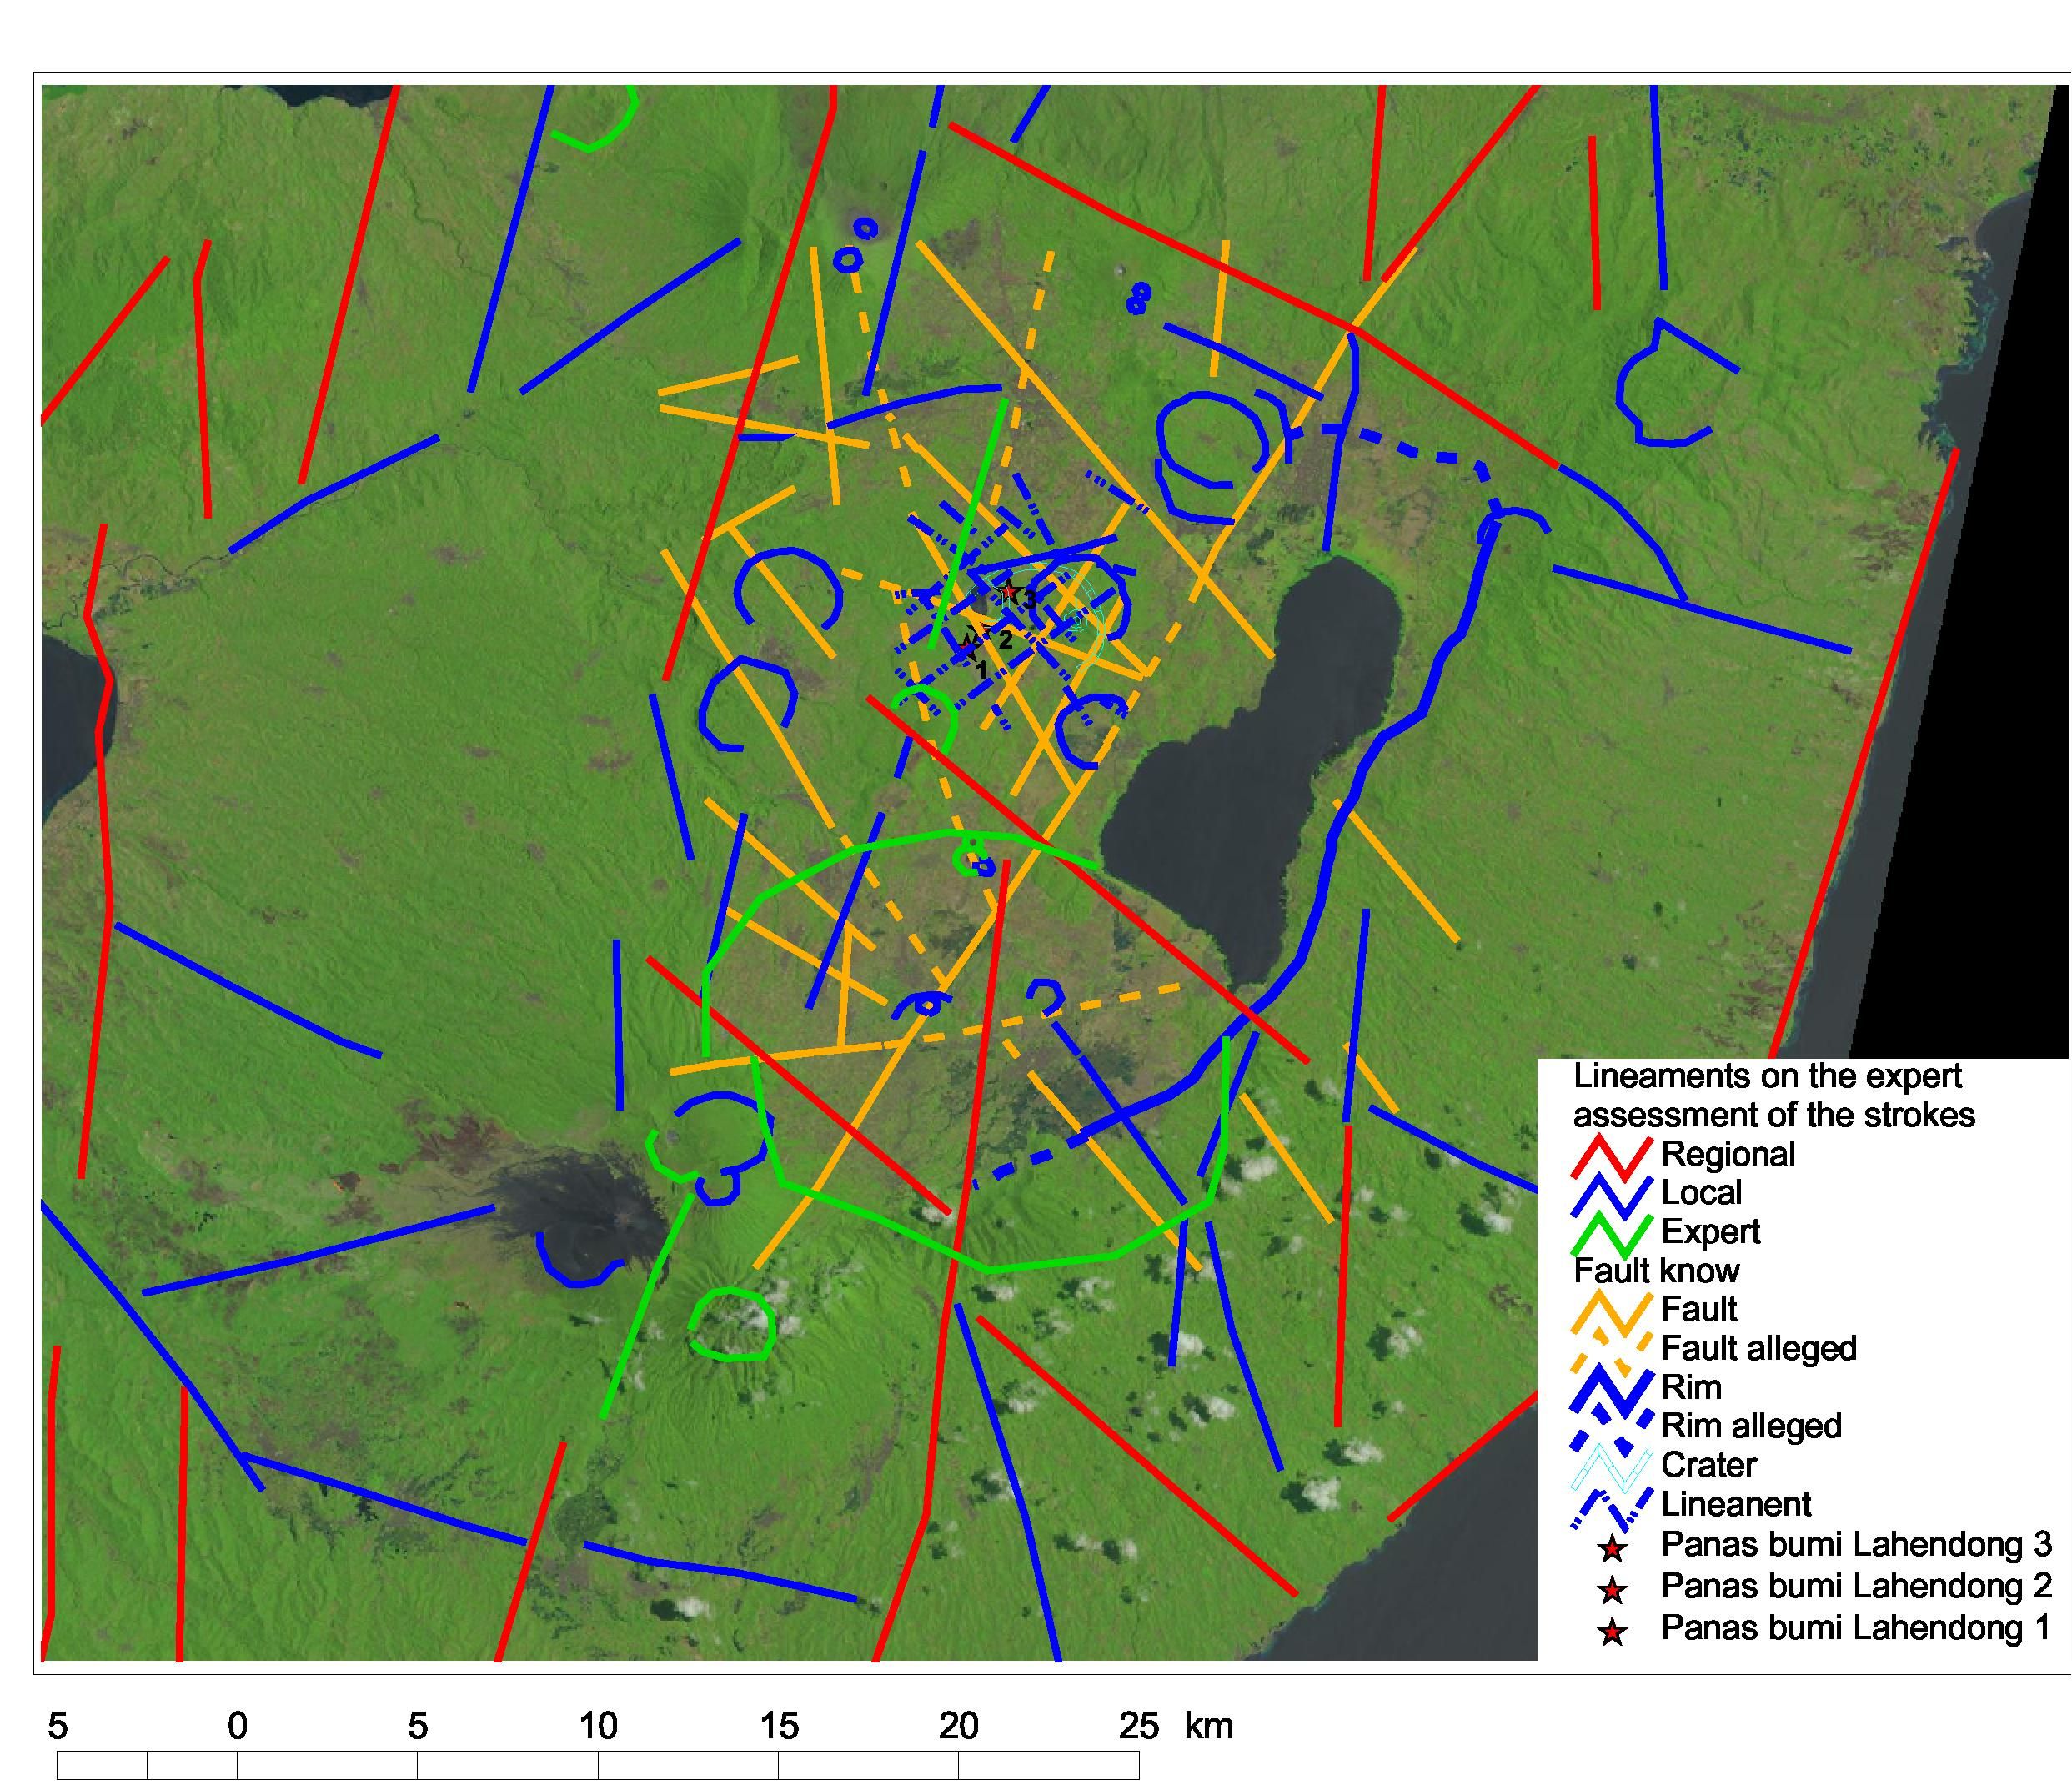 3
2
1
Lineaments on the expert
assessment of the strokes
Regional
Local
Expert
Fault know
Fault
Fault alleged
Rim
Rim alleged
Crater
Lineanent
Panas bumi Lahendong 3
Panas bumi Lahendong 2
Panas bumi Lahendong 1
5 0 5 10 15 20 25 km